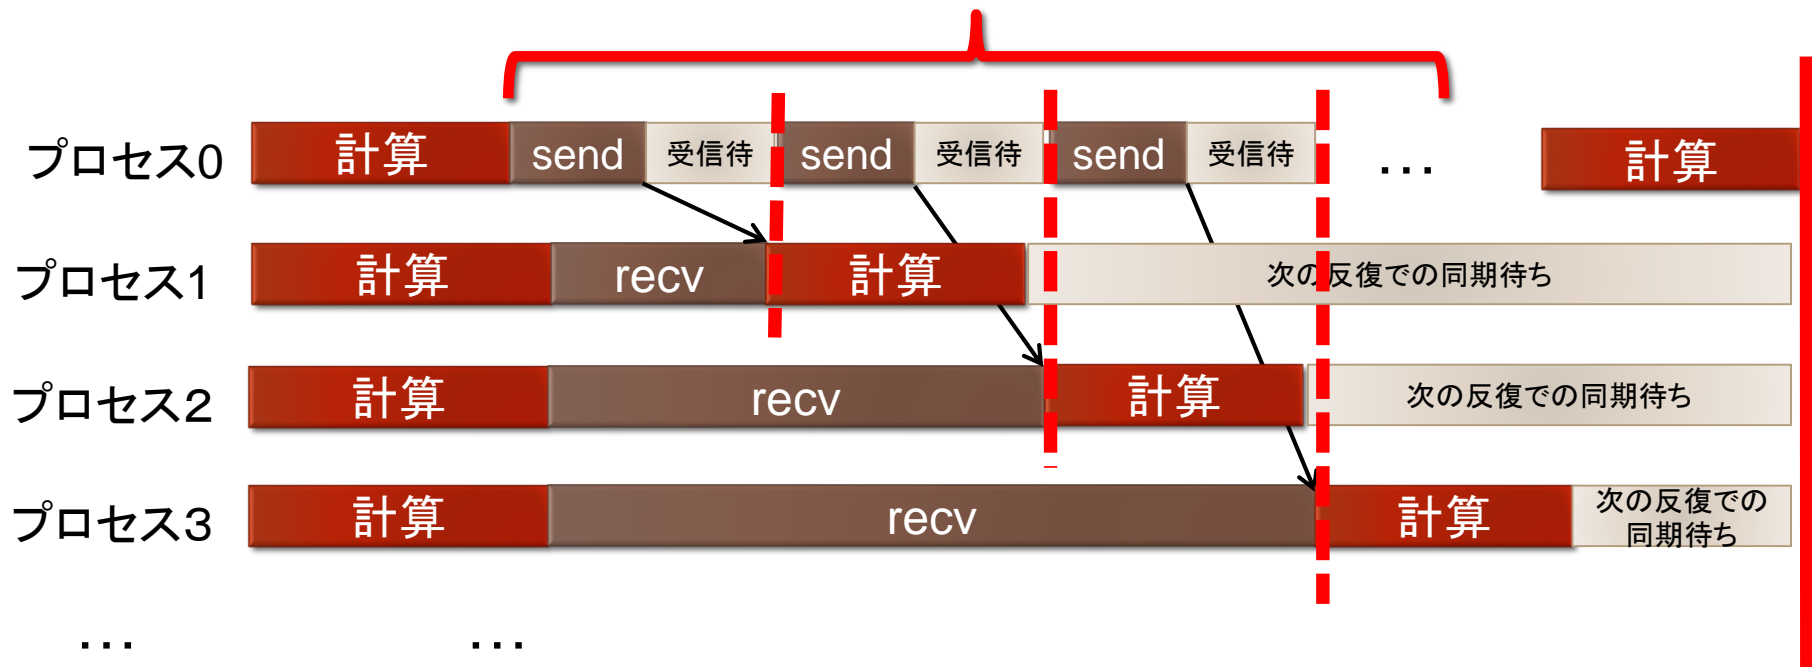 プロセス0 計算 send 受信待 send 受信待 send 受信待 … 計算
プロセス1 計算 recv 計算 次の反復での同期待ち
プロセス2 計算 recv 計算 次の反復での同期待ち
プロセス3 計算 recv 計算 次の反復での
同期待ち
… …